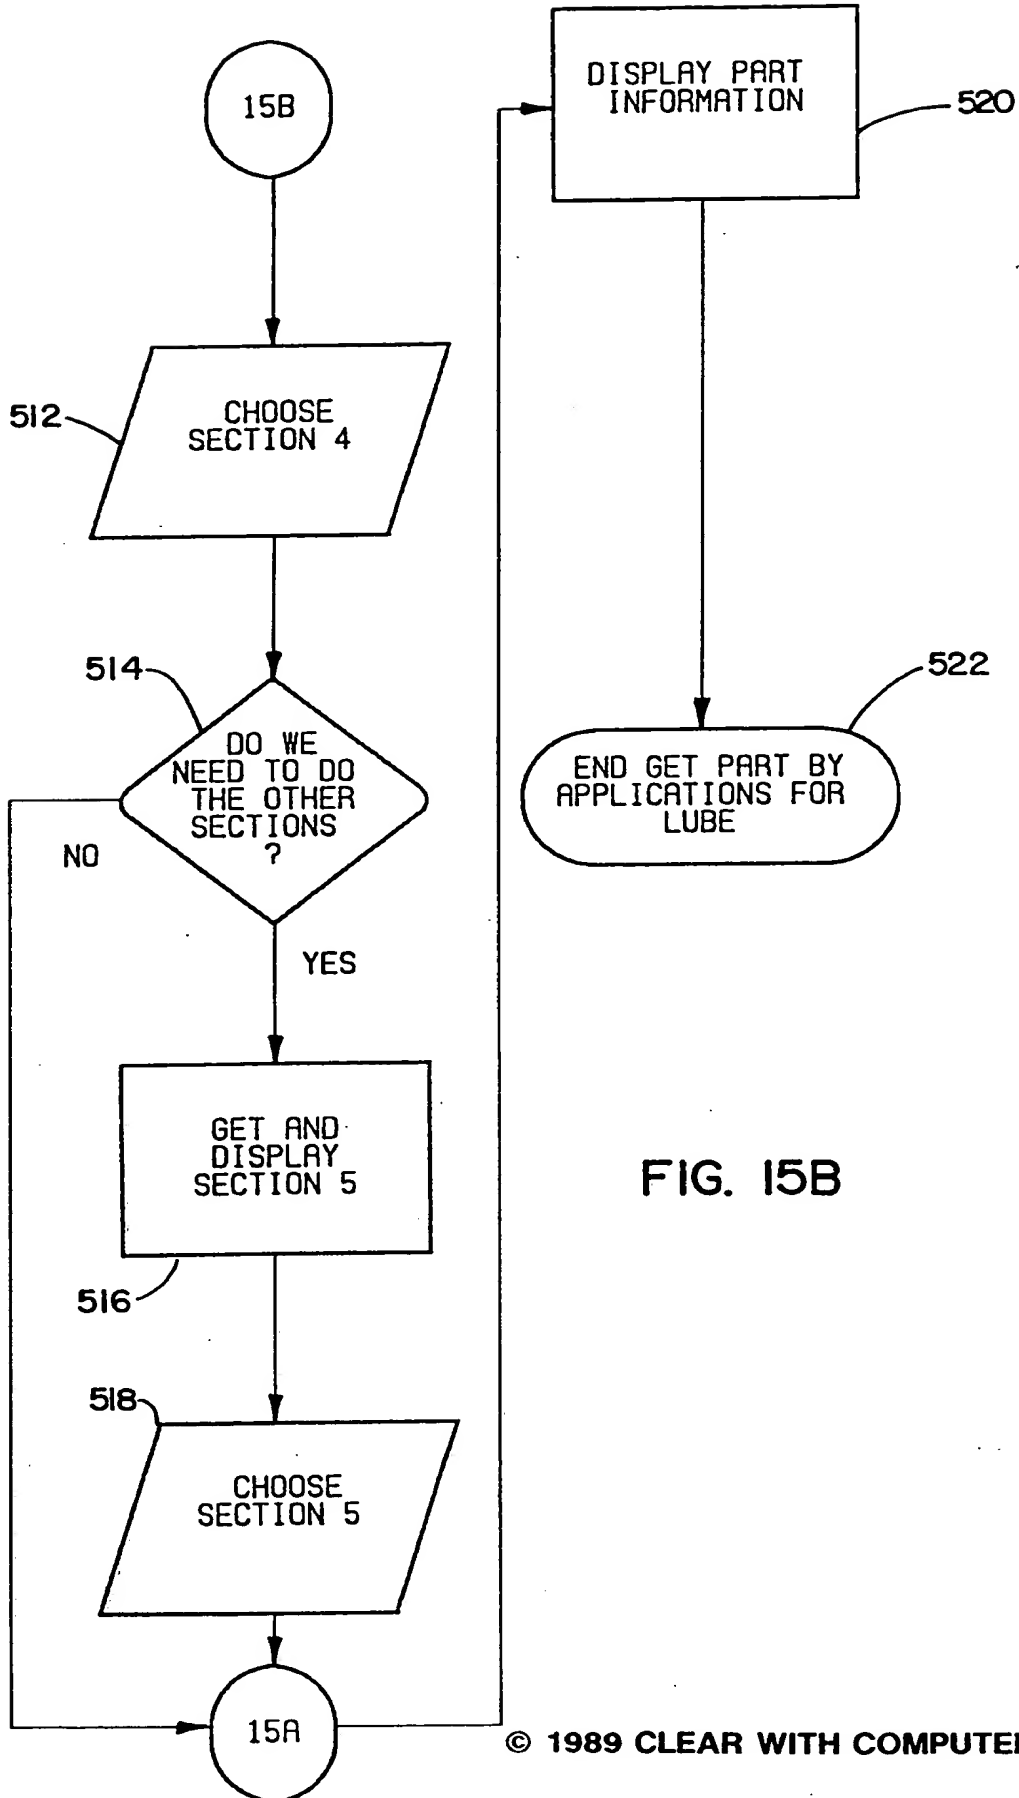 15B
512
CHOOSE
SECTION 4
514
DO WE
NEED TO DO
THE OTHER
SECTIONS
?
NO
YES
GET AND
DISPLAY
SECTION 5
516
518
CHOOSE
SECTION 5
15A
DISPLAY PART
INFORMATION
520
522
END GET PART BY
APPLICATIONS FOR
LUBE
FIG. 15B
© 1989 CLEAR WITH COMPUTE